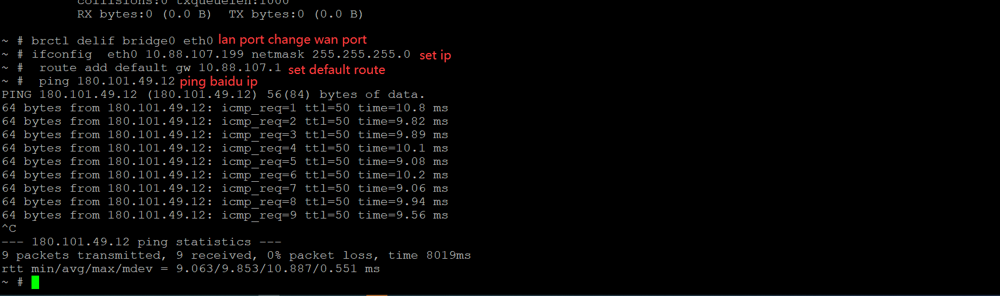 collisions:0 txqueuelen:1000
RX bytes:0 (0.0 B)  TX bytes:0 (0.0 B)
~ # brctl delif bridge0 eth0 lan port change wan port
~ # ifconfig  eth0 10.88.107.199 netmask 255.255.255.0 set ip
~ #  route add default gw 10.88.107.1 set default route
~ #  ping 180.101.49.12 ping baidu ip
PING 180.101.49.12 (180.101.49.12) 56(84) bytes of data.
64 bytes from 180.101.49.12: icmp_req=1 ttl=50 time=10.8 ms
64 bytes from 180.101.49.12: icmp_req=2 ttl=50 time=9.82 ms
64 bytes from 180.101.49.12: icmp_req=3 ttl=50 time=9.89 ms
64 bytes from 180.101.49.12: icmp_req=4 ttl=50 time=10.1 ms
64 bytes from 180.101.49.12: icmp_req=5 ttl=50 time=9.08 ms
64 bytes from 180.101.49.12: icmp_req=6 ttl=50 time=10.2 ms
64 bytes from 180.101.49.12: icmp_req=7 ttl=50 time=9.06 ms
64 bytes from 180.101.49.12: icmp_req=8 ttl=50 time=9.94 ms
64 bytes from 180.101.49.12: icmp_req=9 ttl=50 time=9.56 ms
^C
--- 180.101.49.12 ping statistics ---
9 packets transmitted, 9 received, 0% packet loss, time 8019ms
rtt min/avg/max/mdev = 9.063/9.853/10.887/0.551 ms
~ #